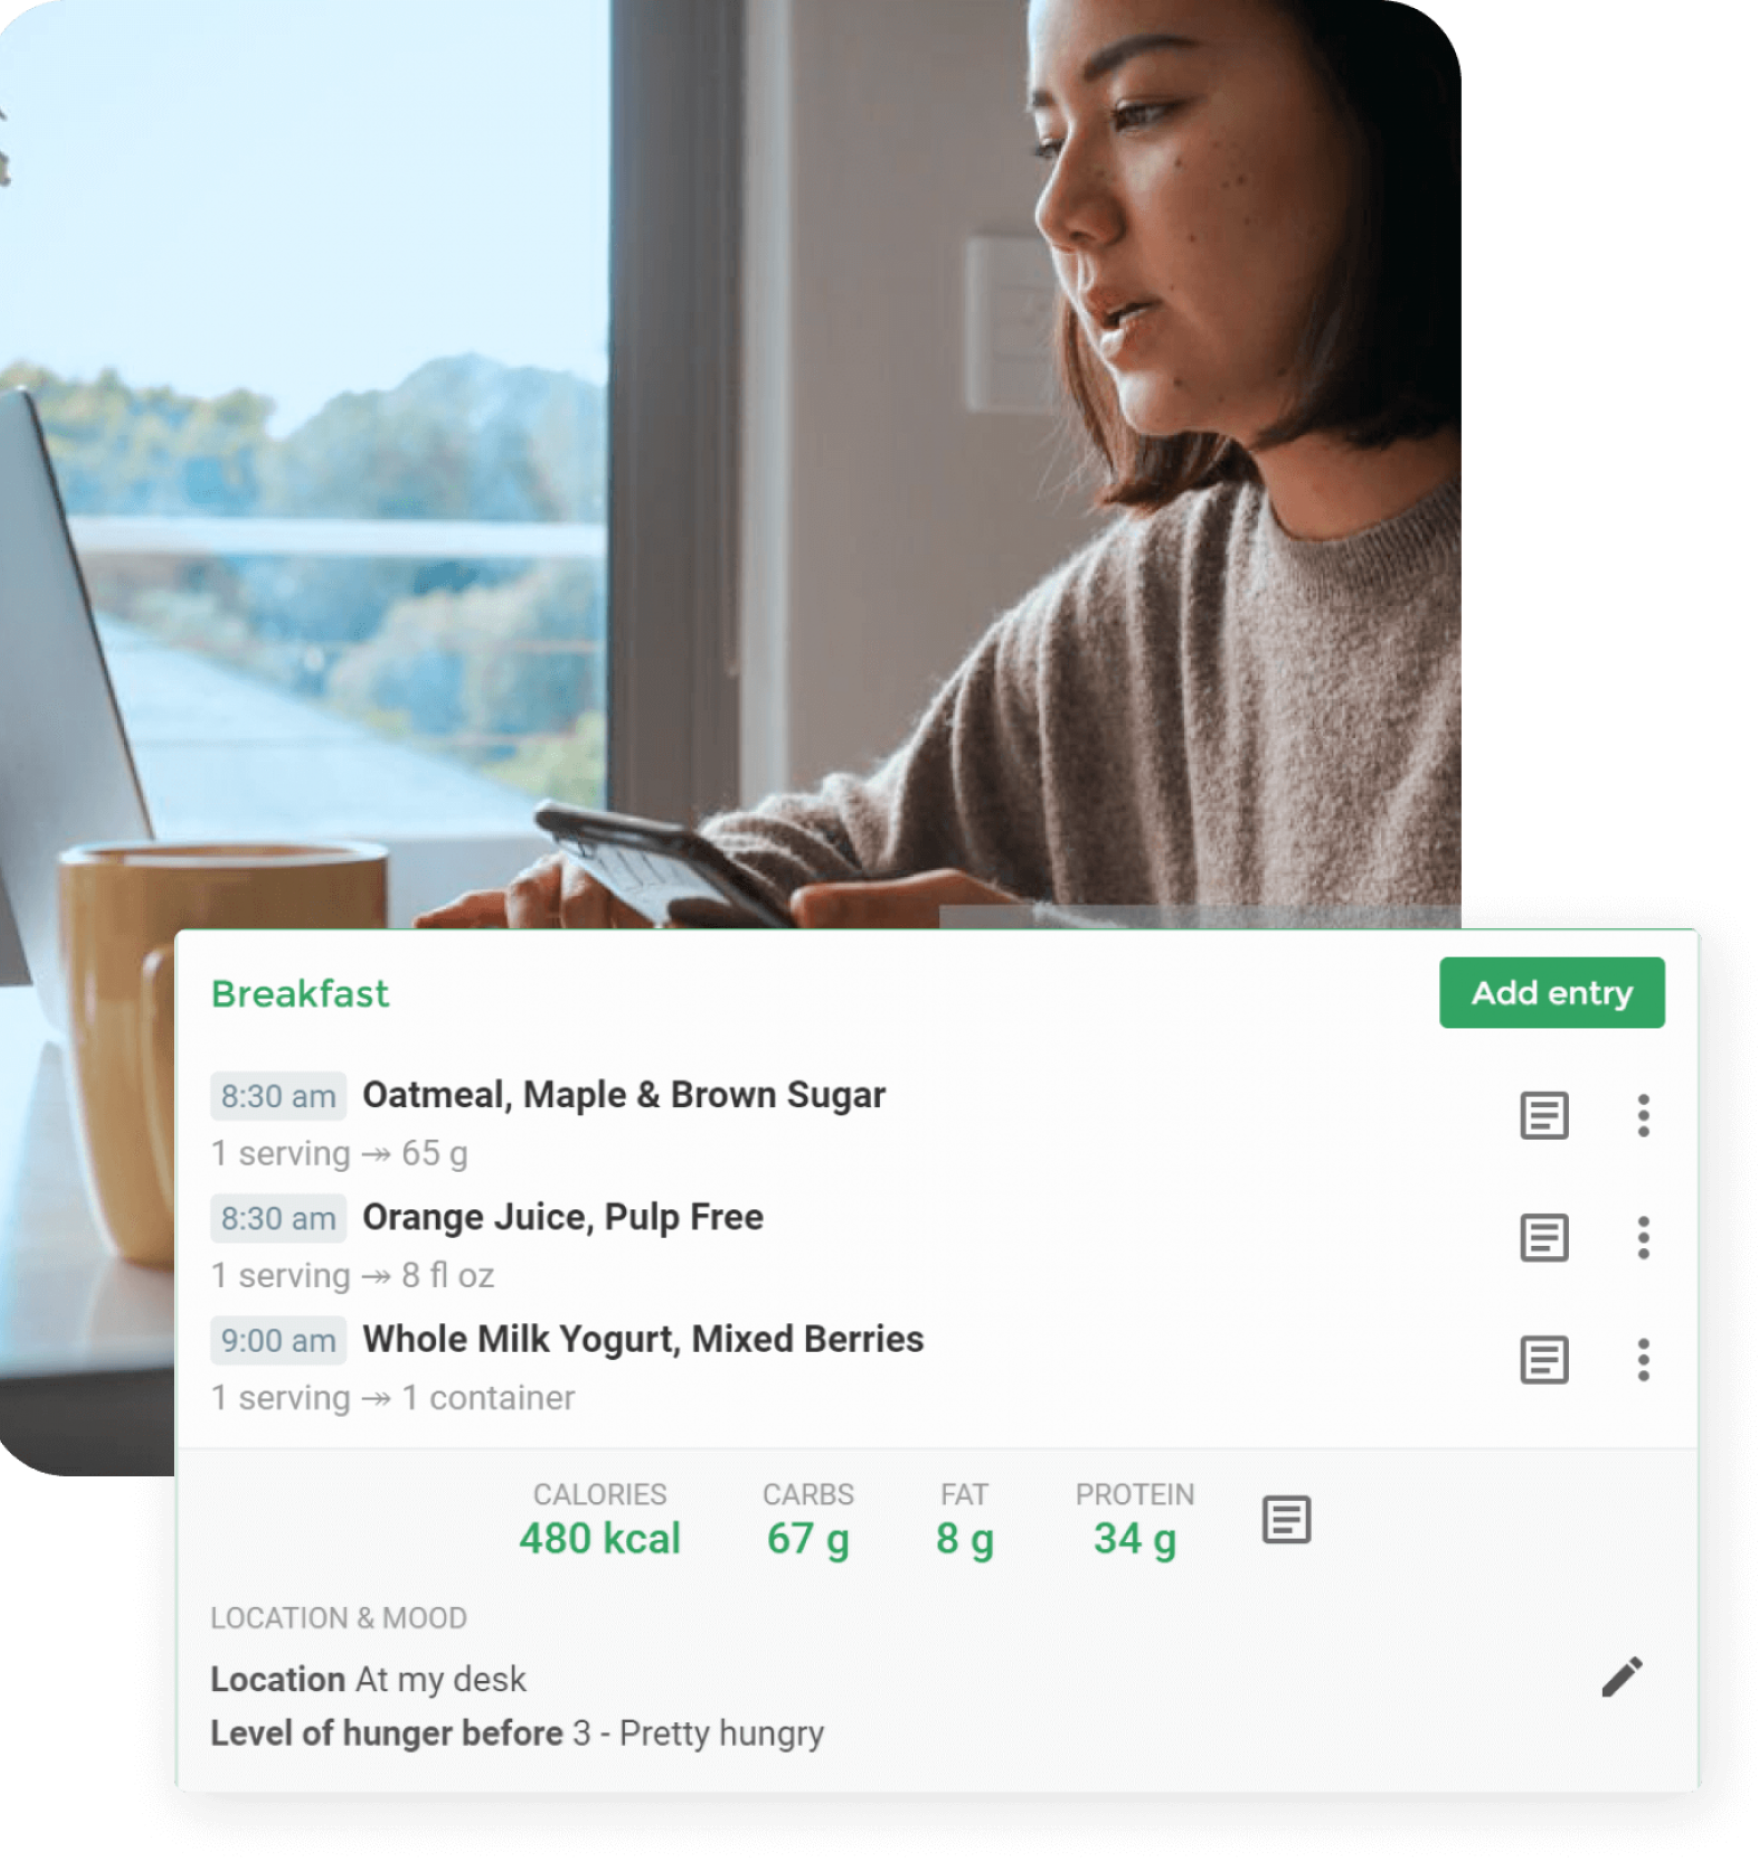 Breakfast
Add entry
8:30 am Oatmeal, Maple & Brown Sugar
1 serving ↠ 65 g
8:30 am Orange Juice, Pulp Free
1 serving ↠ 8 fl oz
9:00 am Whole Milk Yogurt, Mixed Berries
1 serving ↠ 1 container
CALORIES CARBS FAT PROTEIN
480 kcal 67 g 8 g 34 g
LOCATION & MOOD
Location At my desk
Level of hunger before 3 - Pretty hungry